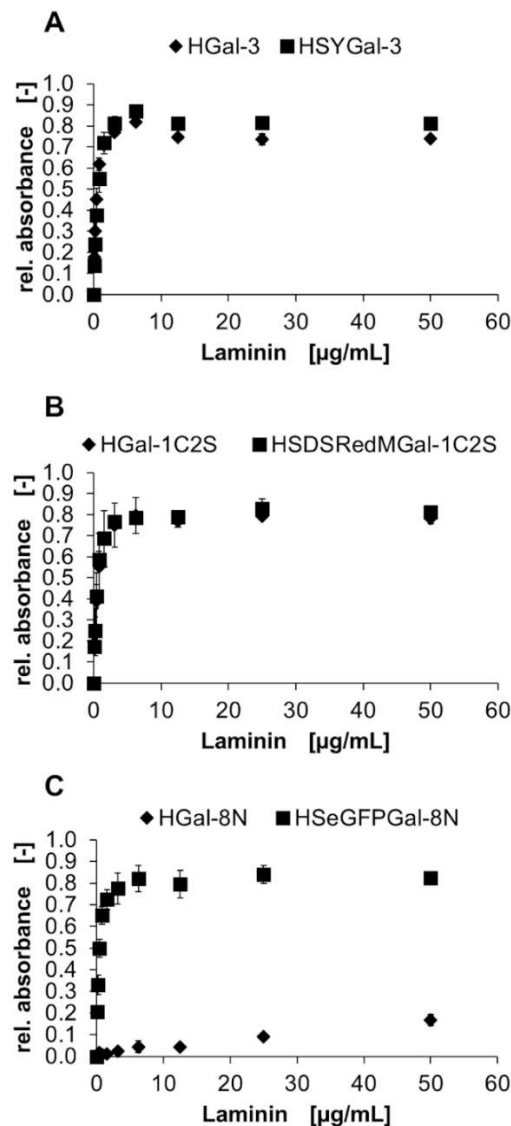 A
◆ HGal-3 ■ HSYGal-3
rel. absorbance [-]
1.0
0.9
0.8
0.7
0.6
0.5
0.4
0.3
0.2
0.1
0.0
0 10 20 30 40 50 60
Laminin [µg/mL]
B
◆ HGal-1C2S ■ HSDSRedMGal-1C2S
rel. absorbance [-]
1.0
0.9
0.8
0.7
0.6
0.5
0.4
0.3
0.2
0.1
0.0
0 10 20 30 40 50 60
Laminin [µg/mL]
C
◆ HGal-8N ■ HSeGFPGal-8N
rel. absorbance [-]
1.0
0.9
0.8
0.7
0.6
0.5
0.4
0.3
0.2
0.1
0.0
0 10 20 30 40 50 60
Laminin [µg/mL]